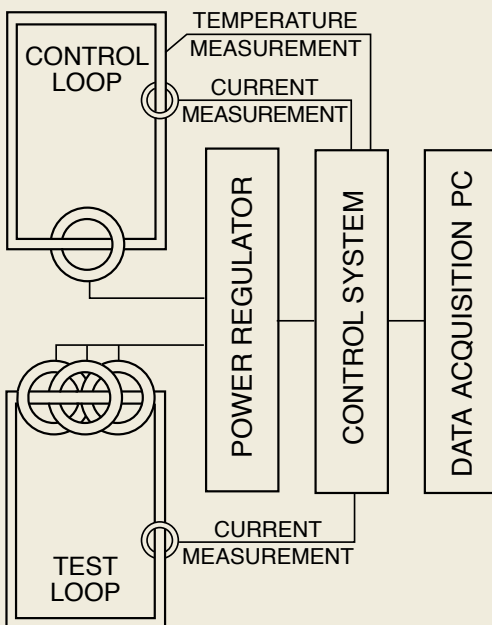 TEMPERATURE
MEASUREMENT
CONTROL
LOOP
CURRENT
MEASUREMENT
POWER REGULATOR
CONTROL SYSTEM
DATA ACQUISITION PC
CURRENT
MEASUREMENT
TEST
LOOP